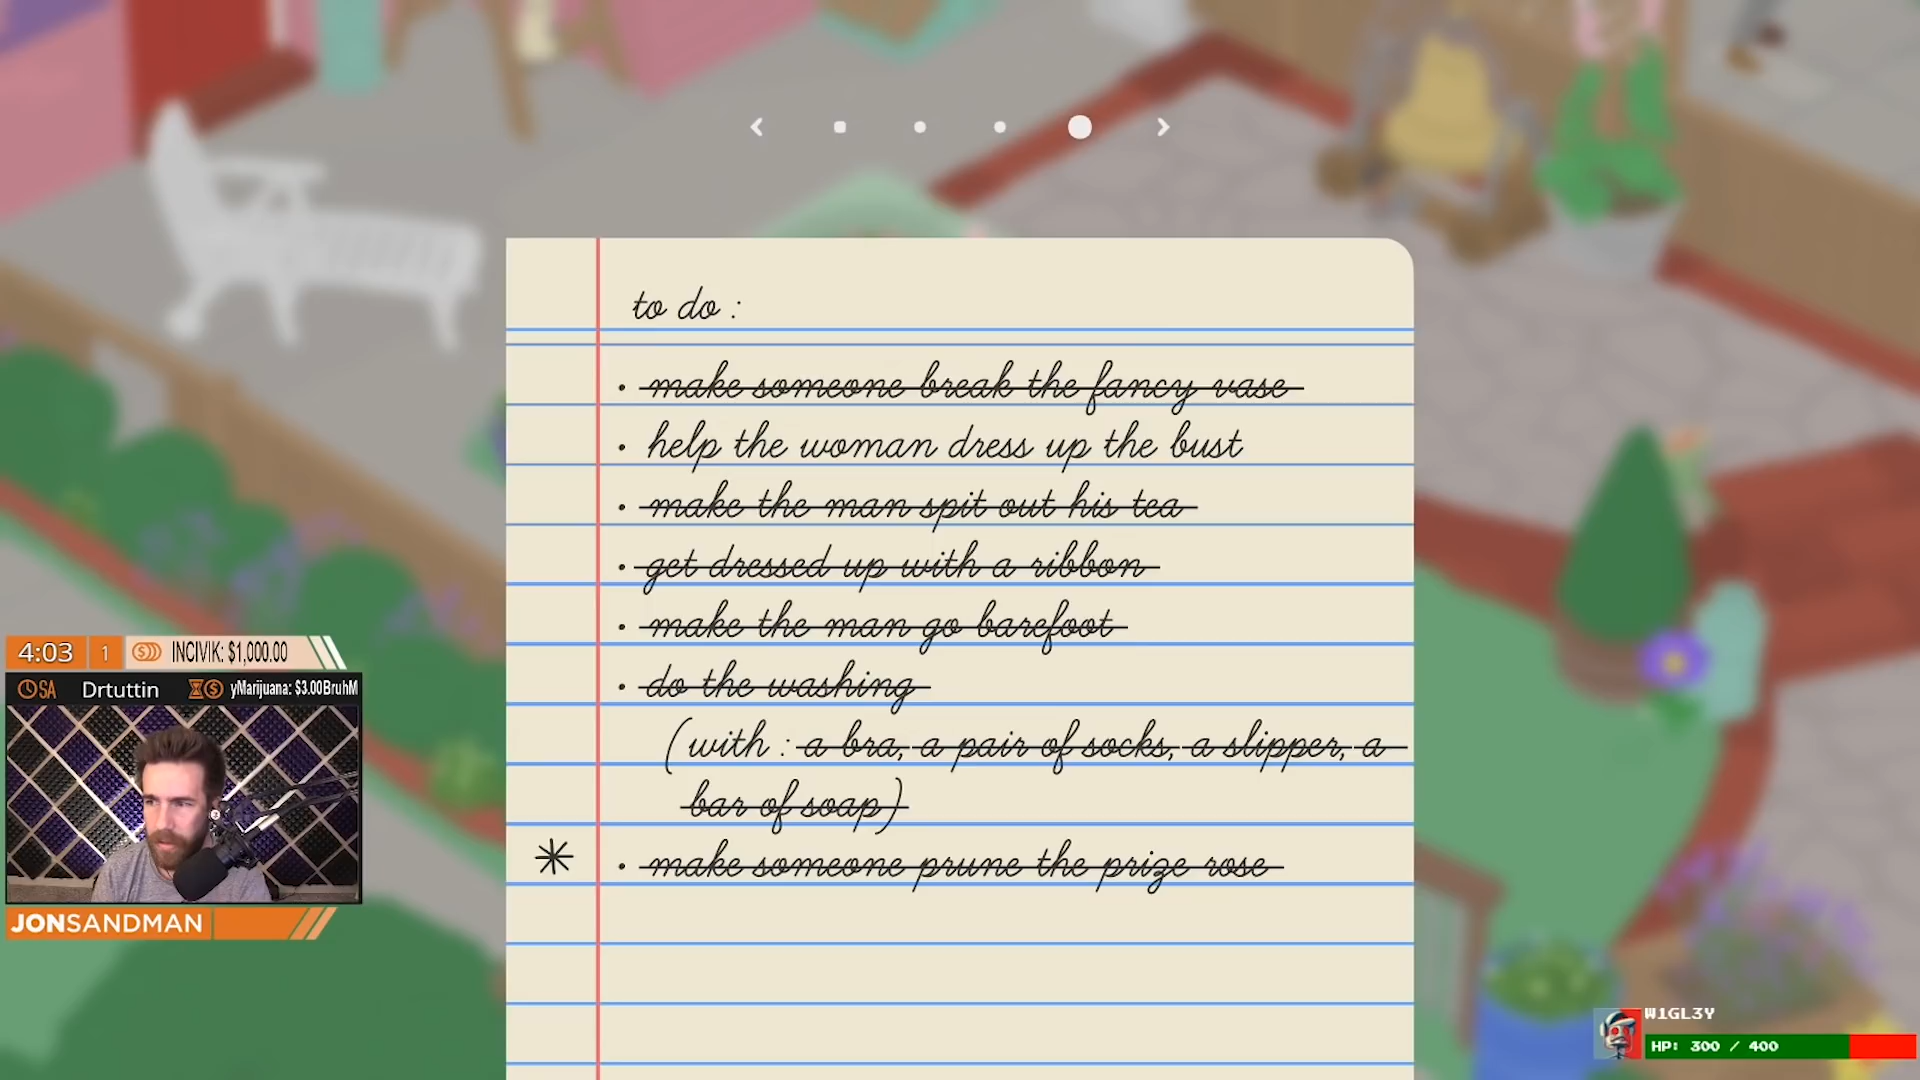 to do :
• make someone break the fancy vase
• help the woman dress up the bust
• make the man spit out his tea
• get dressed up with a ribbon
• make the man go barefoot
• do the washing
(with : a bra, a pair of socks, a slipper, a
bar of soap)
* • make someone prune the prize rose
4:03 1 INCIVIK: $1,000.00
SA Drtuttin yMarijuana: $3.00BruhM
JONSANDMAN
W1GL3Y
HP: 300 / 400